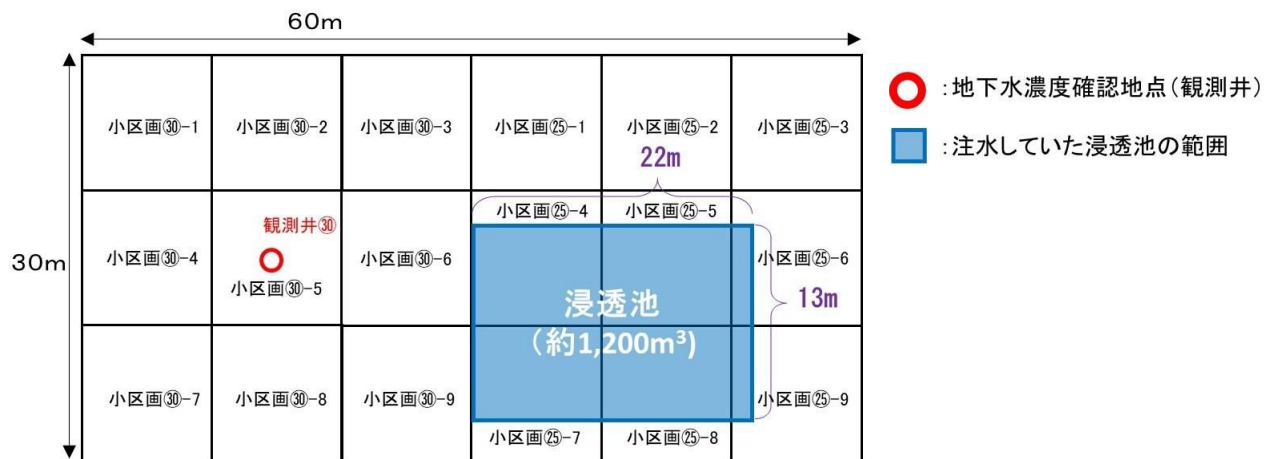 60m
30m
小区画㉚-1
小区画㉚-2
小区画㉚-3
小区画㉕-1
小区画㉕-2
小区画㉕-3
22m
小区画㉚-4
観測井㉚
小区画㉚-5
小区画㉚-6
小区画㉕-4
小区画㉕-5
小区画㉕-6
浸透池
(約1,200m³)
13m
小区画㉚-7
小区画㉚-8
小区画㉚-9
小区画㉕-7
小区画㉕-8
小区画㉕-9
:地下水濃度確認地点(観測井)
:注水していた浸透池の範囲